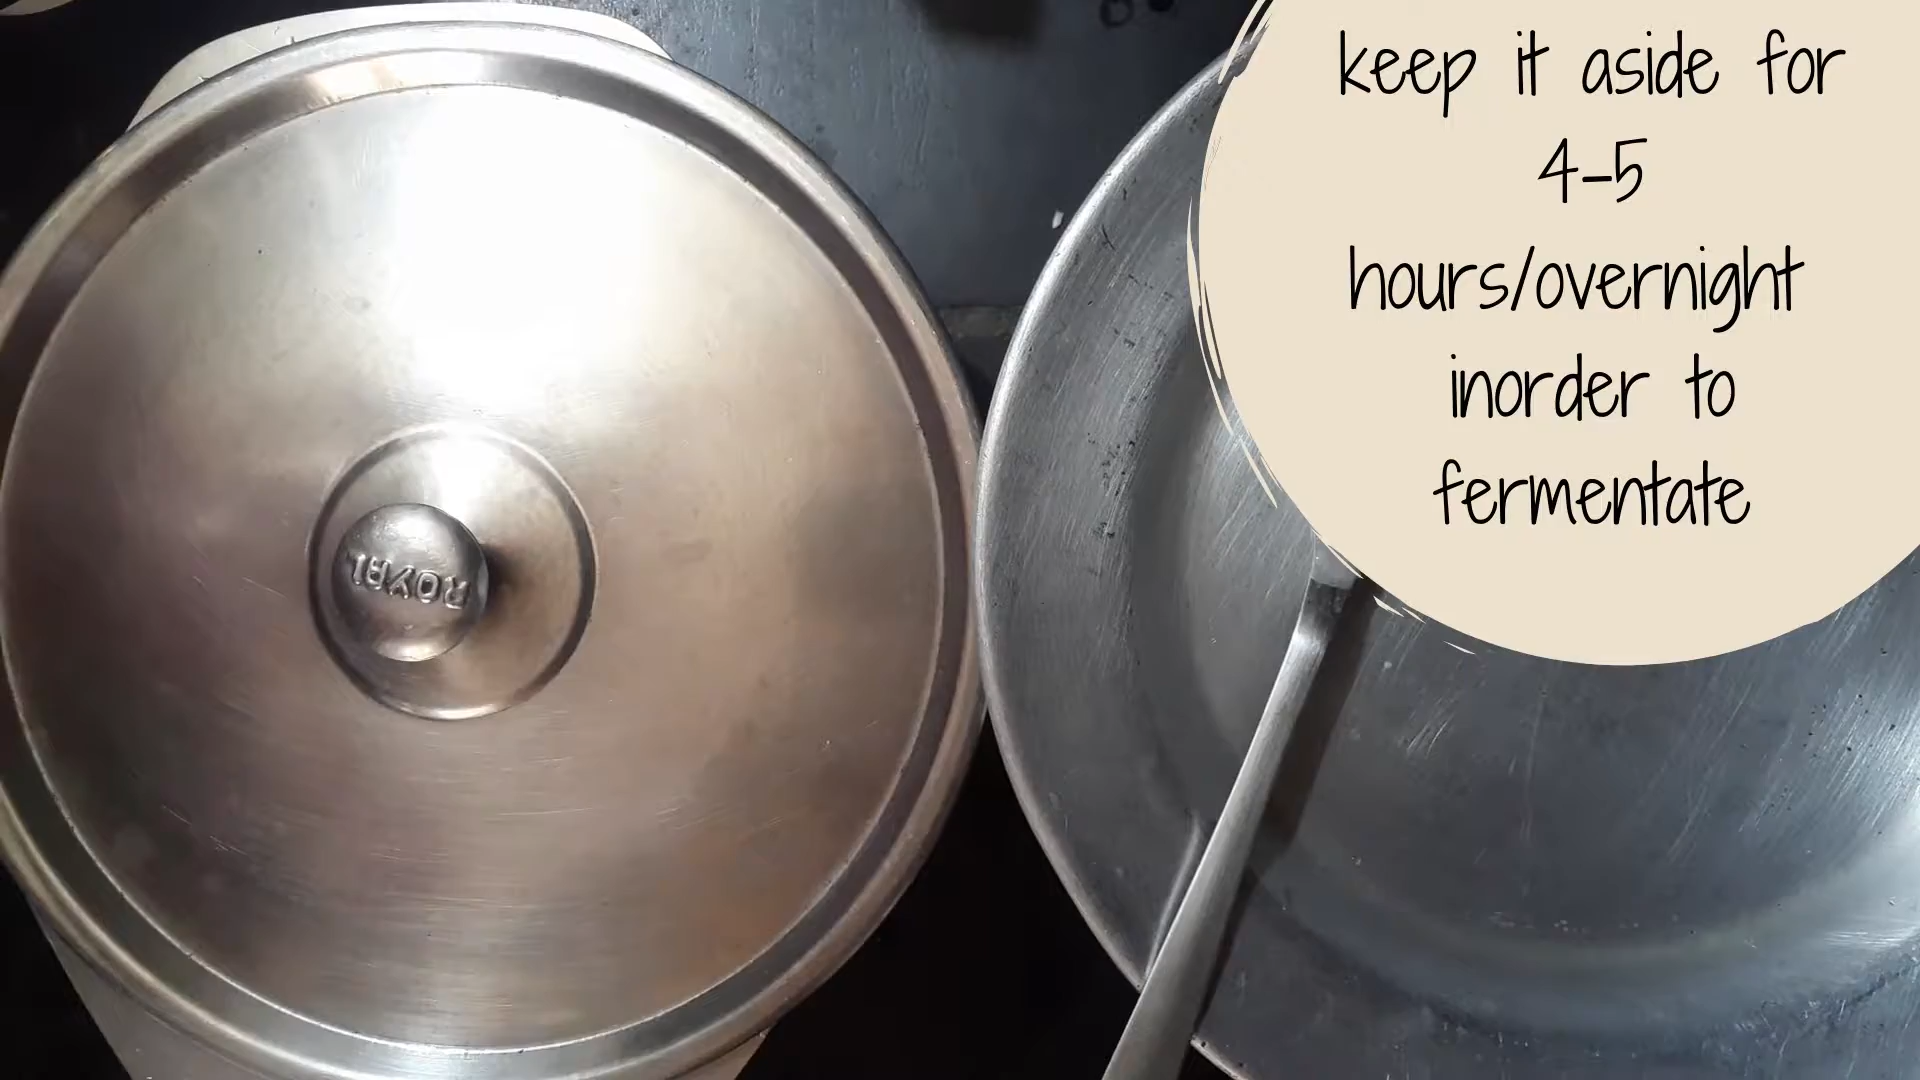 keep it aside for
4-5
hours/overnight
inorder to
fermentate
ROYAL